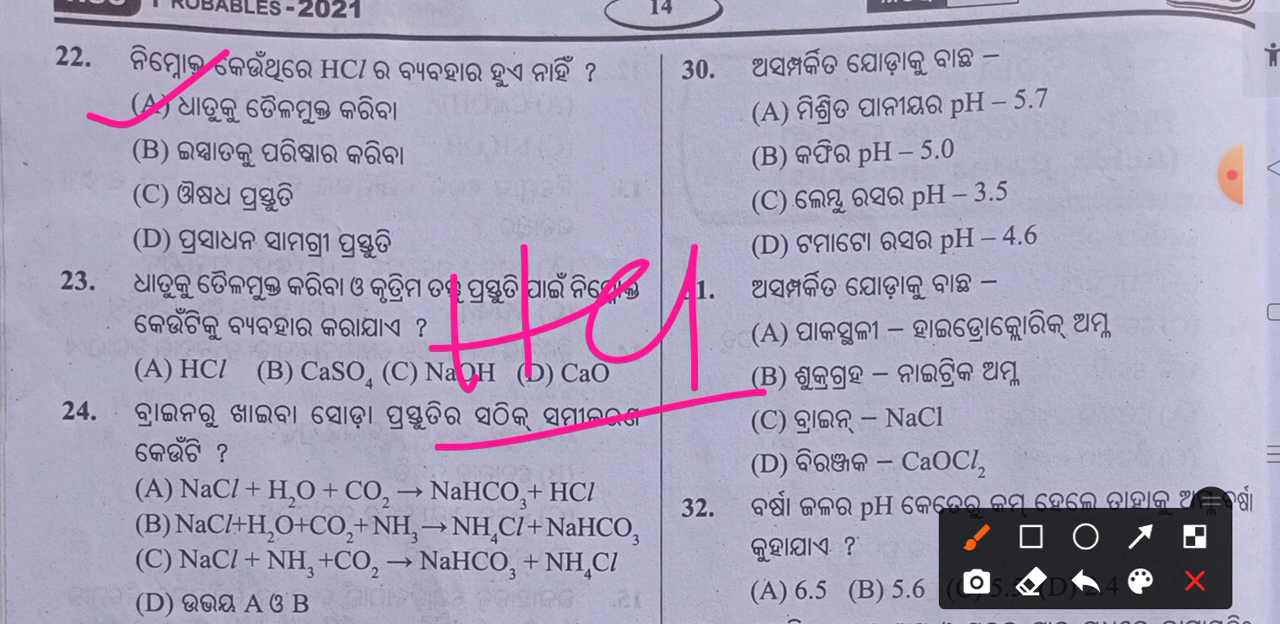 PROBABLES-2021
14
22. ନିମ୍ନୋକ୍ତ କେଉଁଥିରେ HCl ର ବ୍ୟବହାର ହୁଏ ନାହିଁ ?
(A) ଧାତୁକୁ ତୈଳମୁକ୍ତ କରିବା
(B) ଇସ୍ପାତକୁ ପରିଷ୍କାର କରିବା
(C) ଔଷଧ ପ୍ରସ୍ତୁତି
(D) ପ୍ରସାଧନ ସାମଗ୍ରୀ ପ୍ରସ୍ତୁତି
23. ଧାତୁକୁ ତୈଳମୁକ୍ତ କରିବା ଓ କୃତ୍ରିମ ତନ୍ତୁ ପ୍ରସ୍ତୁତି ପାଇଁ ନିମ୍ନୋକ୍ତ
କେଉଁଟିକୁ ବ୍ୟବହାର କରାଯାଏ ?
(A) HCl (B) CaSO₄ (C) NaOH (D) CaO
HCl
24. ବ୍ରାଇନରୁ ଖାଇବା ସୋଡ଼ା ପ୍ରସ୍ତୁତିର ସଠିକ୍ ସମୀକରଣ
କେଉଁଟି ?
(A) NaCl + H₂O + CO₂ → NaHCO₃ + HCl
(B) NaCl+H₂O+CO₂+NH₃→NH₄Cl+NaHCO₃
(C) NaCl + NH₃ +CO₂ → NaHCO₃ + NH₄Cl
(D) ଉଭୟ A ଓ B
30. ଅସମ୍ପର୍କିତ ଯୋଡ଼ାକୁ ବାଛ –
(A) ମିଶ୍ରିତ ପାନୀୟର pH – 5.7
(B) କଫିର pH – 5.0
(C) ଲେମ୍ବୁ ରସର pH – 3.5
(D) ଟମାଟୋ ରସର pH – 4.6
1. ଅସମ୍ପର୍କିତ ଯୋଡ଼ାକୁ ବାଛ –
(A) ପାକସ୍ଥଳୀ – ହାଇଡ୍ରୋକ୍ଲୋରିକ୍ ଅମ୍ଳ
(B) ଶୁକ୍ରଗ୍ରହ – ନାଇଟ୍ରିକ ଅମ୍ଳ
(C) ବ୍ରାଇନ୍ – NaCl
(D) ବିରଞ୍ଜକ – CaOCl₂
32. ବର୍ଷା ଜଳର pH କେତେରୁ କମ୍ ହେଲେ ତାହାକୁ ଅମ୍ଳ ବର୍ଷା
କୁହାଯାଏ ?
(A) 6.5 (B) 5.6